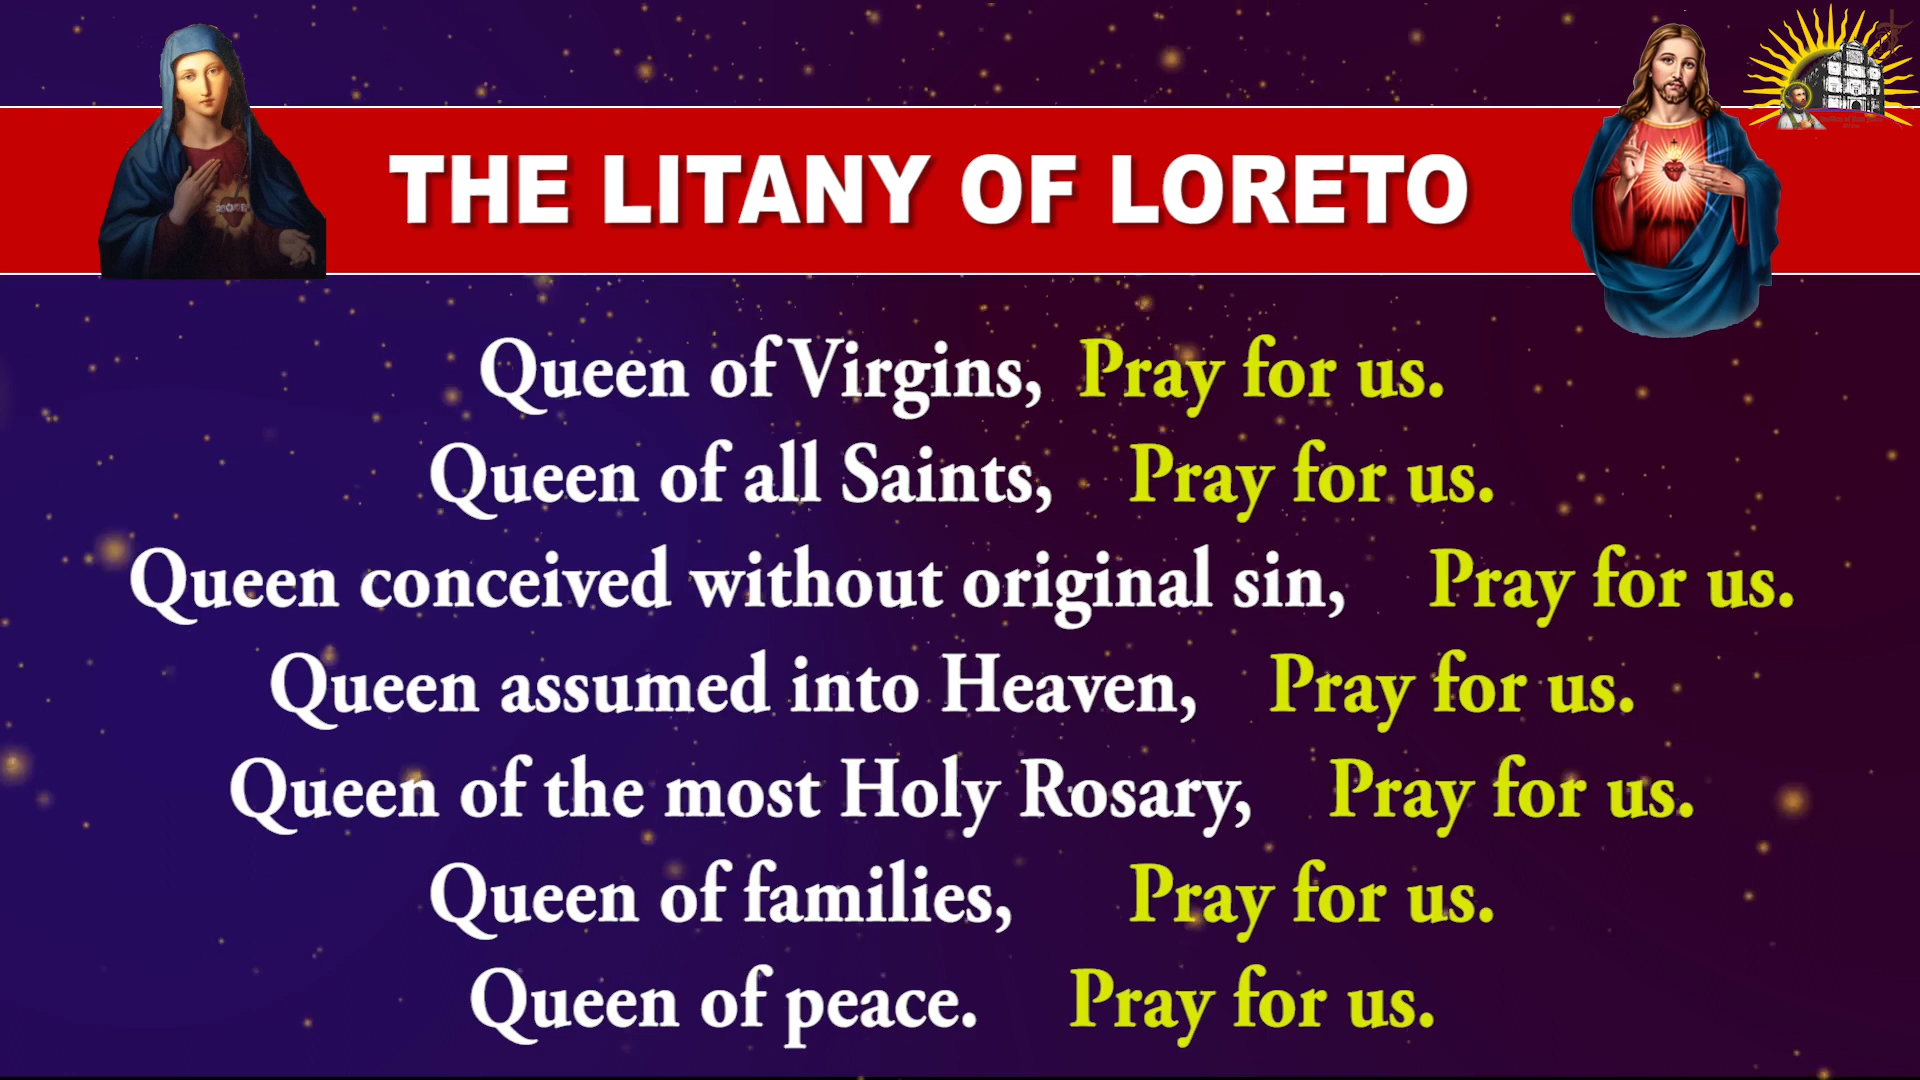 THE LITANY OF LORETO
Queen of Virgins, Pray for us.
Queen of all Saints, Pray for us.
Queen conceived without original sin, Pray for us.
Queen assumed into Heaven, Pray for us.
Queen of the most Holy Rosary, Pray for us.
Queen of families, Pray for us.
Queen of peace. Pray for us.